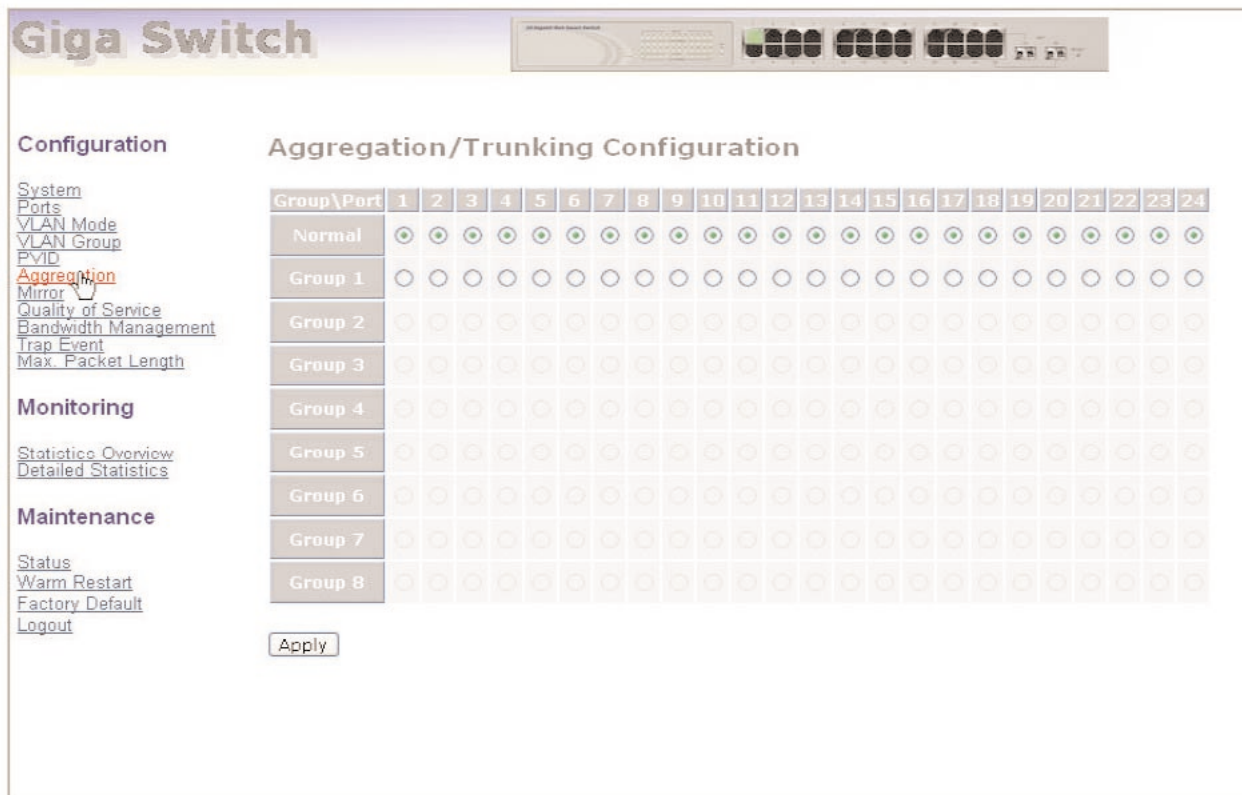 Giga Switch
Configuration
System
Ports
VLAN Mode
VLAN Group
PVID
Aggregation
Mirror
Quality of Service
Bandwidth Management
Trap Event
Max. Packet Length
Monitoring
Statistics Overview
Detailed Statistics
Maintenance
Status
Warm Restart
Factory Default
Logout
Aggregation/Trunking Configuration
Group\Port 1 2 3 4 5 6 7 8 9 10 11 12 13 14 15 16 17 18 19 20 21 22 23 24
Normal
Group 1
Group 2
Group 3
Group 4
Group 5
Group 6
Group 7
Group 8
Apply